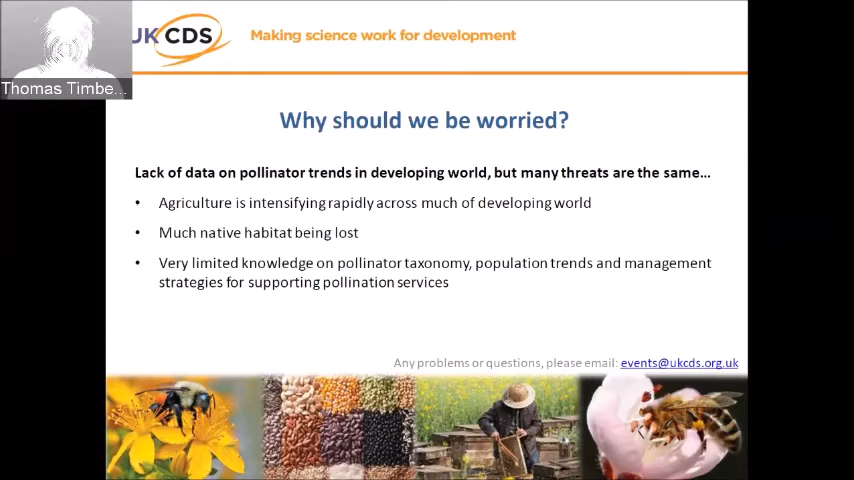 UK CDS
Making science work for development
Thomas Timbe...
Why should we be worried?
Lack of data on pollinator trends in developing world, but many threats are the same...
• Agriculture is intensifying rapidly across much of developing world
• Much native habitat being lost
• Very limited knowledge on pollinator taxonomy, population trends and management
strategies for supporting pollination services
Any problems or questions, please email: events@ukcds.org.uk